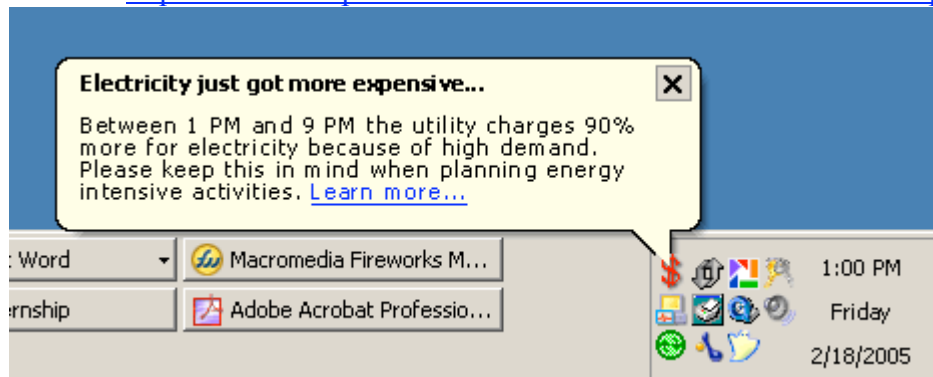 Electricity just got more expensive...
Between 1 PM and 9 PM the utility charges 90%
more for electricity because of high demand.
Please keep this in mind when planning energy
intensive activities. Learn more...
Word
Macromedia Fireworks M...
1:00 PM
rnship
Adobe Acrobat Professio...
Friday
2/18/2005